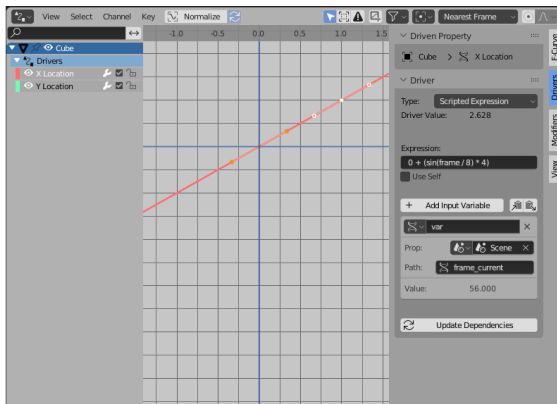 View Select Channel Key Normalize Nearest Frame
-1.0 -0.5 0.0 0.5 1.0 1.5
Cube
Drivers
X Location
Y Location
Driven Property
Cube X Location
Driver
Type: Scripted Expression
Driver Value: 2.628
Expression:
0 + (sin(frame / 8) * 4)
Use Self
+ Add Input Variable
var
Prop: Scene
Path: frame_current
Value: 56.000
Update Dependencies
F-Curve
Drivers
Modifiers
View